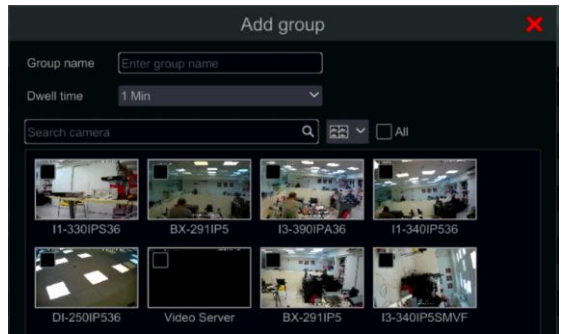 Add group
Group name Enter group name
Dwell time 1 Min
Search camera All
I1-330IPS36 BX-291IP5 I3-390IPA36 I1-340IP536
DI-250IP536 Video Server BX-291IP5 I3-340IP5SMVF